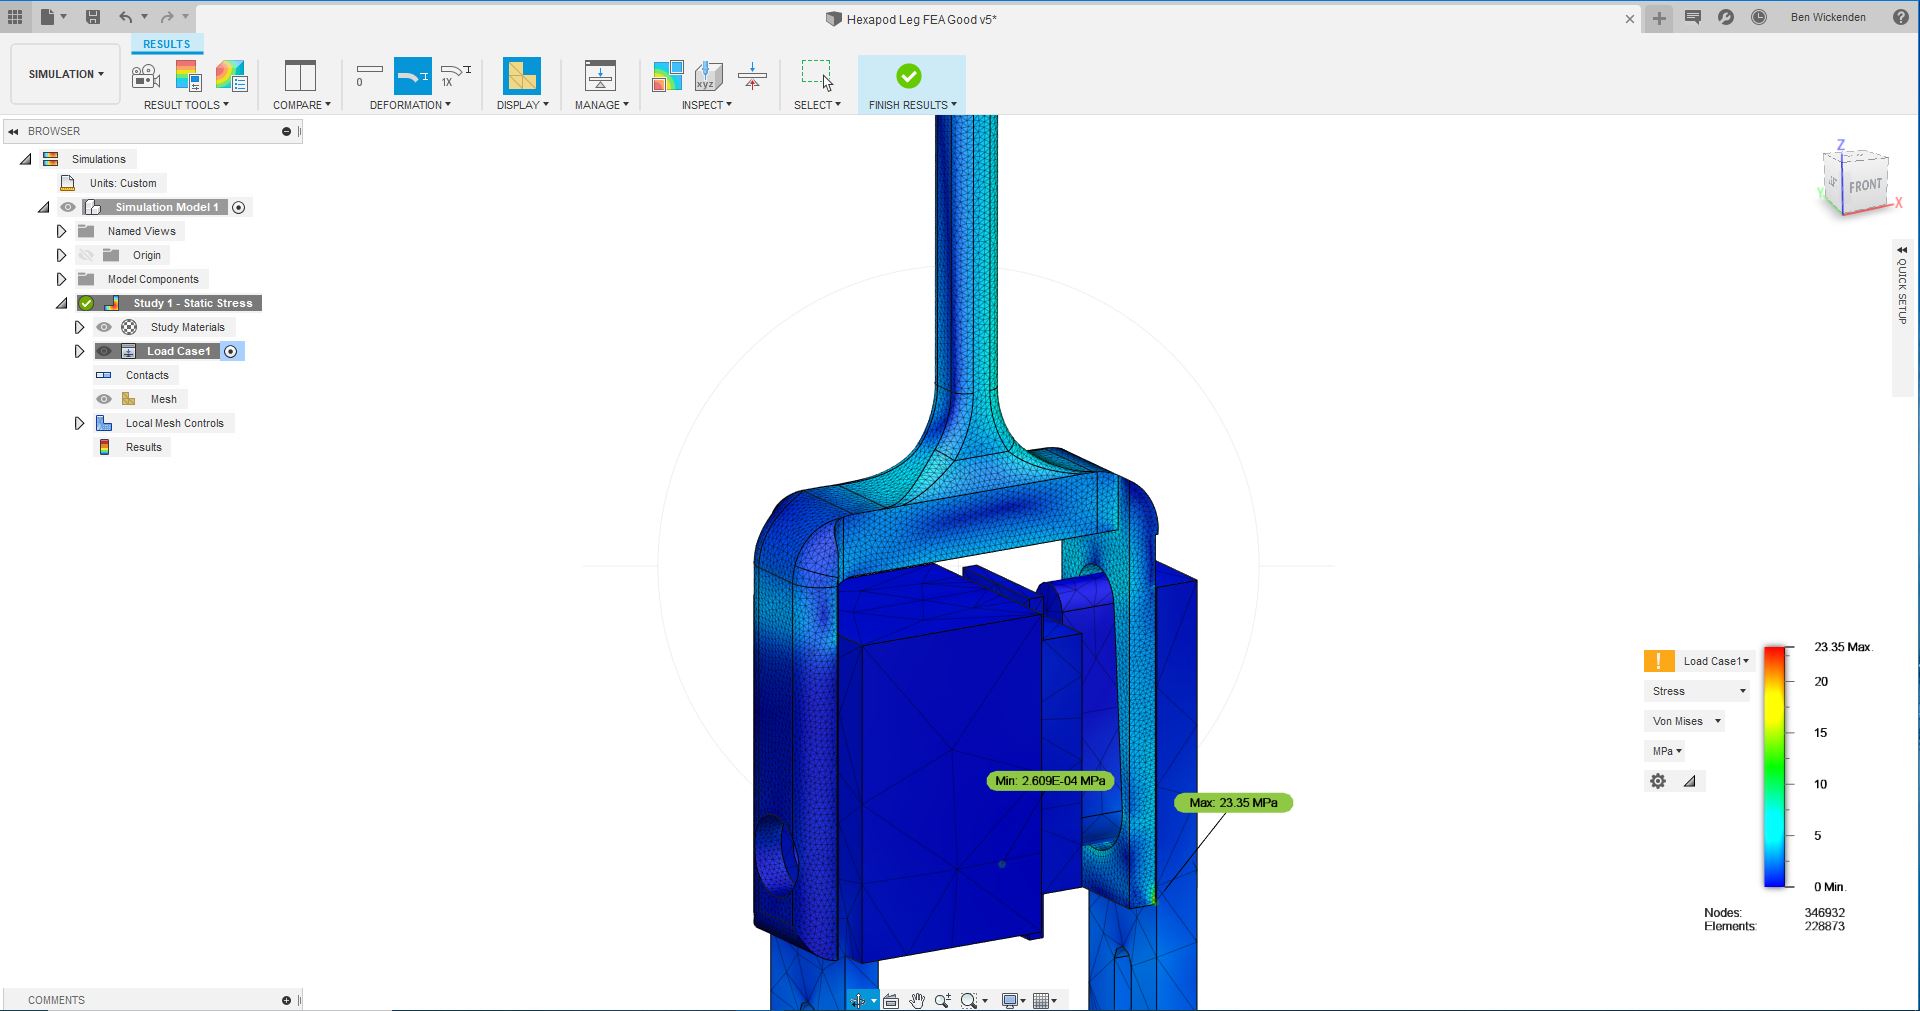 Hexapod Leg FEA Good v5*
Ben Wickenden
RESULTS
SIMULATION
0
1X
xyz
RESULT TOOLS
COMPARE
DEFORMATION
DISPLAY
MANAGE
INSPECT
SELECT
FINISH RESULTS
BROWSER
Simulations
Units: Custom
Simulation Model 1
Named Views
Origin
Model Components
Study 1 - Static Stress
Study Materials
Load Case1
Contacts
Mesh
Local Mesh Controls
Results
Z
FRONT
Y
X
QUICK SETUP
Min: 2.609E-04 MPa
Max: 23.35 MPa
Load Case1
Stress
Von Mises
MPa
23.35 Max.
20
15
10
5
0 Min.
Nodes: 346932
Elements: 228873
COMMENTS